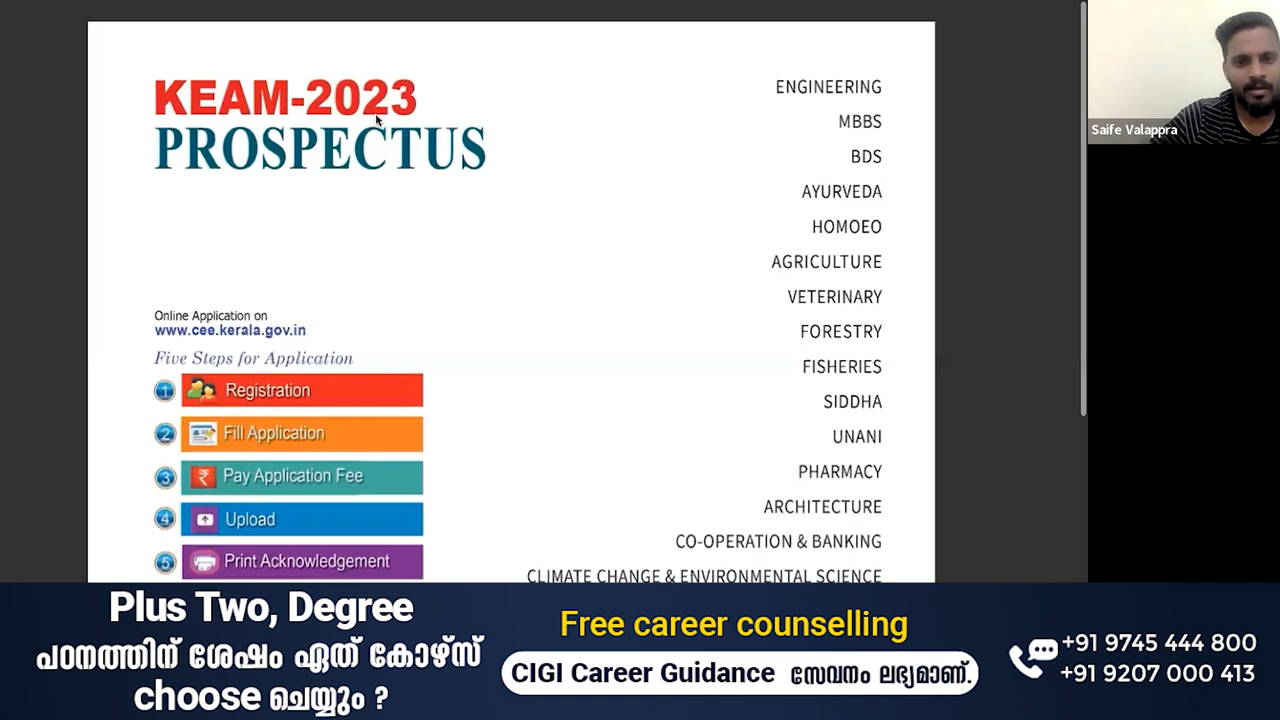 KEAM-2023
PROSPECTUS
Online Application on
www.cee.kerala.gov.in
Five Steps for Application
1 Registration
2 Fill Application
3 Pay Application Fee
4 Upload
5 Print Acknowledgement
ENGINEERING
MBBS
BDS
AYURVEDA
HOMOEO
AGRICULTURE
VETERINARY
FORESTRY
FISHERIES
SIDDHA
UNANI
PHARMACY
ARCHITECTURE
CO-OPERATION & BANKING
CLIMATE CHANGE & ENVIRONMENTAL SCIENCE
Saife Valappra
Plus Two, Degree
പഠനത്തിന് ശേഷം ഏത് കോഴ്സ്
choose ചെയ്യും ?
Free career counselling
CIGI Career Guidance സേവനം ലഭ്യമാണ്.
+91 9745 444 800
+91 9207 000 413